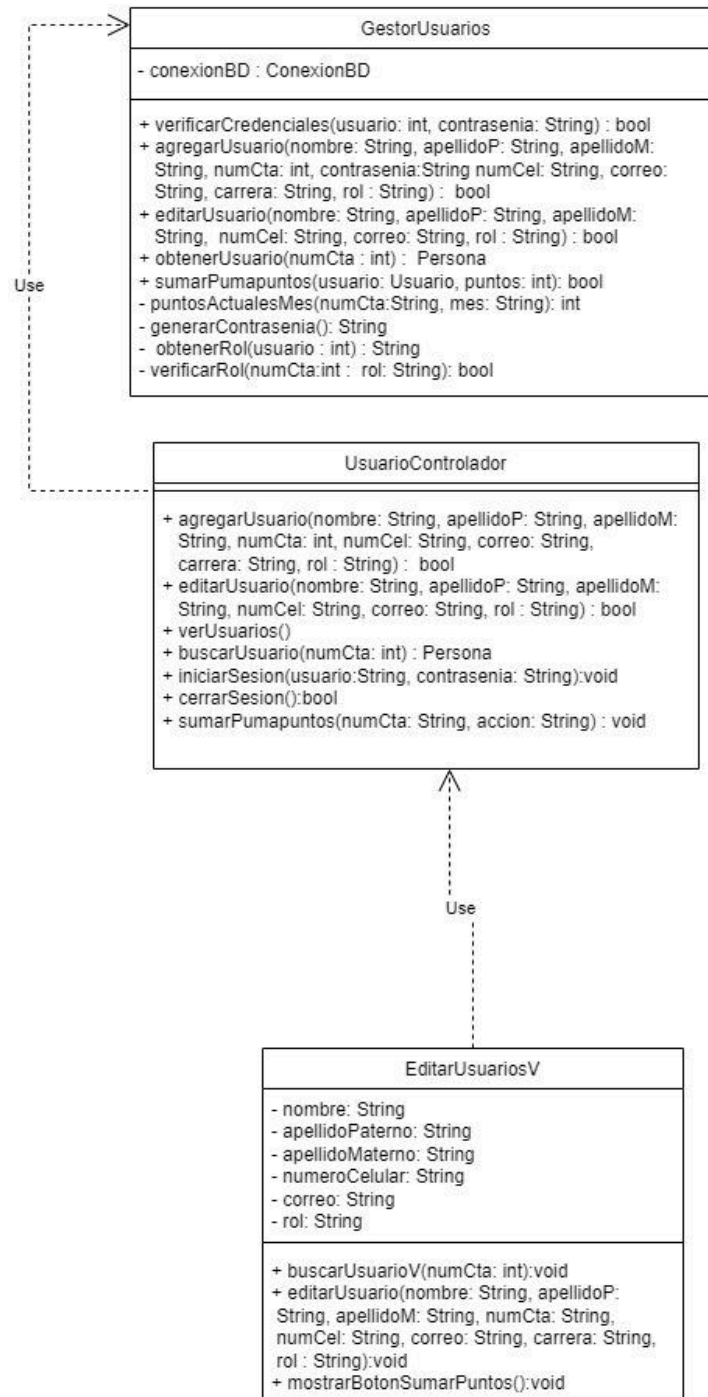 GestorUsuarios
- conexionBD : ConexionBD
+ verificarCredenciales(usuario: int, contrasenia: String) : bool
+ agregarUsuario(nombre: String, apellidoP: String, apellidoM:
String, numCta: int, contrasenia:String numCel: String, correo:
String, carrera: String, rol : String) : bool
+ editarUsuario(nombre: String, apellidoP: String, apellidoM:
String, numCel: String, correo: String, rol : String) : bool
+ obtenerUsuario(numCta : int) : Persona
+ sumarPumapuntos(usuario: Usuario, puntos: int): bool
- puntosActualesMes(numCta:String, mes: String): int
- generarContrasenia(): String
- obtenerRol(usuario : int) : String
- verificarRol(numCta:int : rol: String): bool
Use
UsuarioControlador
+ agregarUsuario(nombre: String, apellidoP: String, apellidoM:
String, numCta: int, numCel: String, correo: String,
carrera: String, rol : String) : bool
+ editarUsuario(nombre: String, apellidoP: String, apellidoM:
String, numCel: String, correo: String, rol : String) : bool
+ verUsuarios()
+ buscarUsuario(numCta: int) : Persona
+ iniciarSesion(usuario:String, contrasenia: String):void
+ cerrarSesion():bool
+ sumarPumapuntos(numCta: String, accion: String) : void
Use
EditarUsuariosV
- nombre: String
- apellidoPaterno: String
- apellidoMaterno: String
- numeroCelular: String
- correo: String
- rol: String
+ buscarUsuarioV(numCta: int):void
+ editarUsuario(nombre: String, apellidoP:
String, apellidoM: String, numCta: String,
numCel: String, correo: String, carrera: String,
rol : String):void
+ mostrarBotonSumarPuntos():void